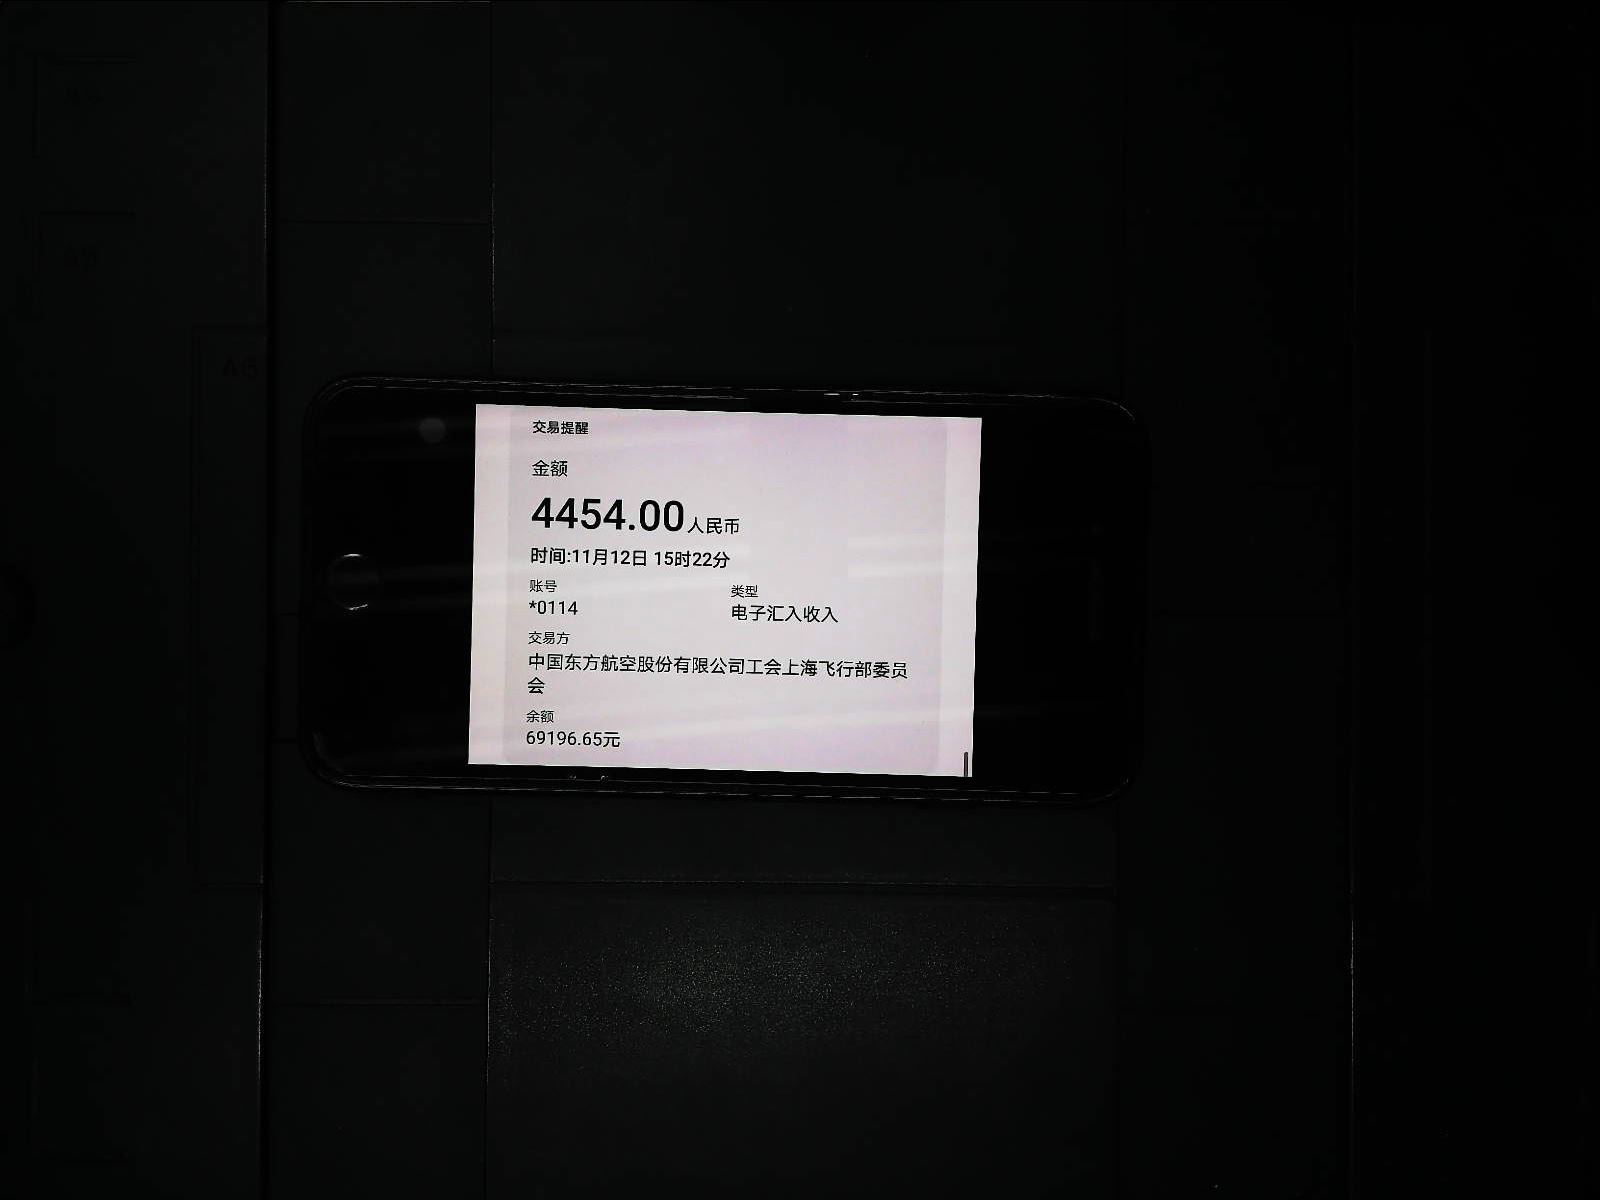 交易提醒
金额
4454.00人民币
时间:11月12日 15时22分
账号 类型
*0114 电子汇入收入
交易方
中国东方航空股份有限公司工会上海飞行部委员
会
余额
69196.65元
A6
A5